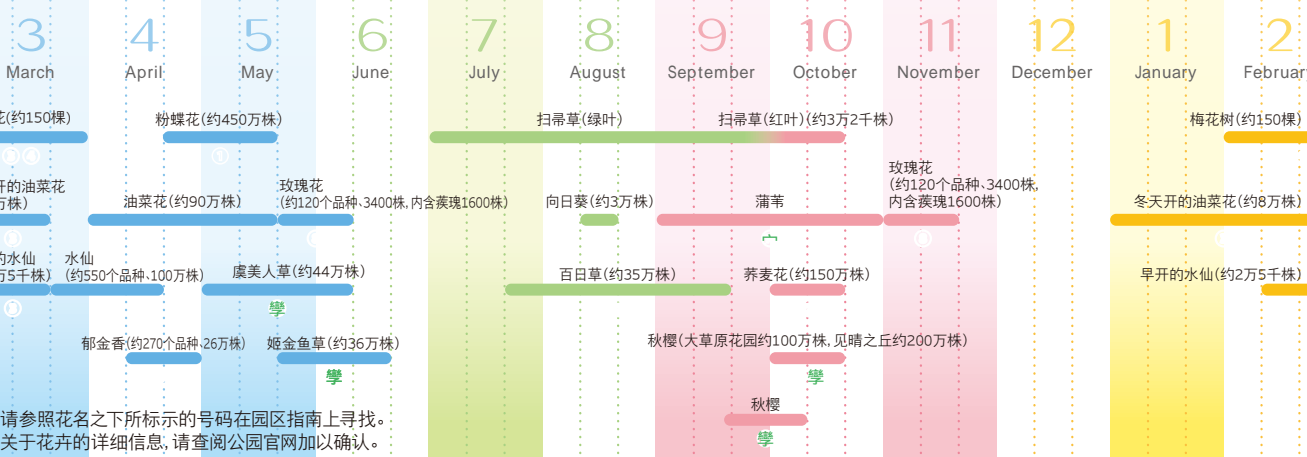 3 4 5 6 7 8 9 10 11 12 1 2
March April May June July August September October November December January Februar
花(约150棵)
粉蝶花(约450万株)
扫帚草(绿叶)
扫帚草(红叶)(约3万2千株)
梅花树(约150棵)
③④
①
开的油菜花
万株)
油菜花(约90万株)
玫瑰花
(约120个品种、3400株, 内含蔟瑰1600株)
向日葵(约3万株)
蒲苇
玫瑰花
(约120个品种、3400株,
内含蔟瑰1600株)
冬天开的油菜花(约8万株)
的水仙
万5千株)
水仙
(约550个品种、100万株)
虞美人草(约44万株)
百日草(约35万株)
荞麦花(约150万株)
早开的水仙(约2万5千株)
郁金香(约270个品种、26万株)
姬金鱼草(约36万株)
秋樱(大草原花园约100万株, 见晴之丘约200万株)
秋樱
请参照花名之下所标示的号码在园区指南上寻找。
关于花卉的详细信息, 请查阅公园官网加以确认。